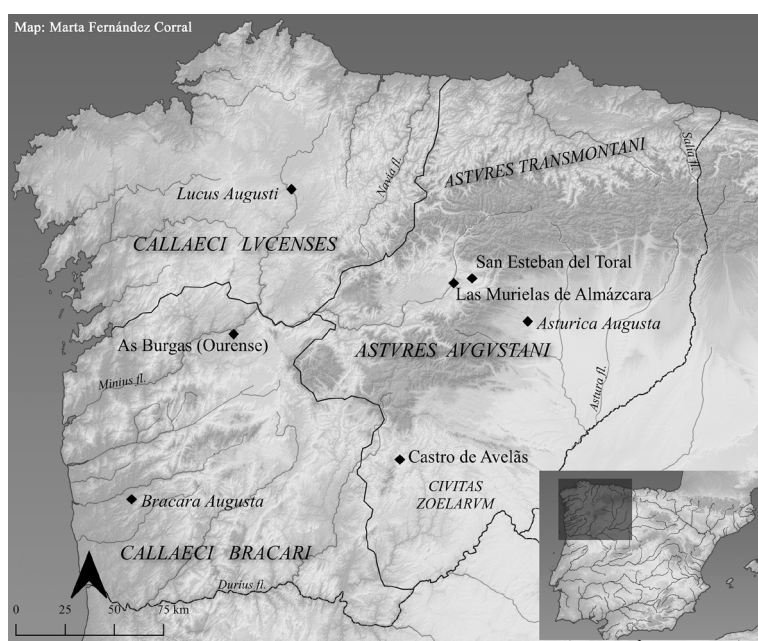 Map: Marta Fernández Corral
Navia fl.
ASTVRES TRANSMONTANI
Salia fl.
Lucus Augusti
CALLAECI LVCENSES
San Esteban del Toral
Las Murielas de Almázcara
Asturica Augusta
As Burgas (Ourense)
ASTVRES AVGVSTANI
Minius fl.
Astura fl.
Castro de Avelãs
CIVITAS
ZOELARVM
Bracara Augusta
CALLAECI BRACARI
Durius fl.
0 25 50 75 km